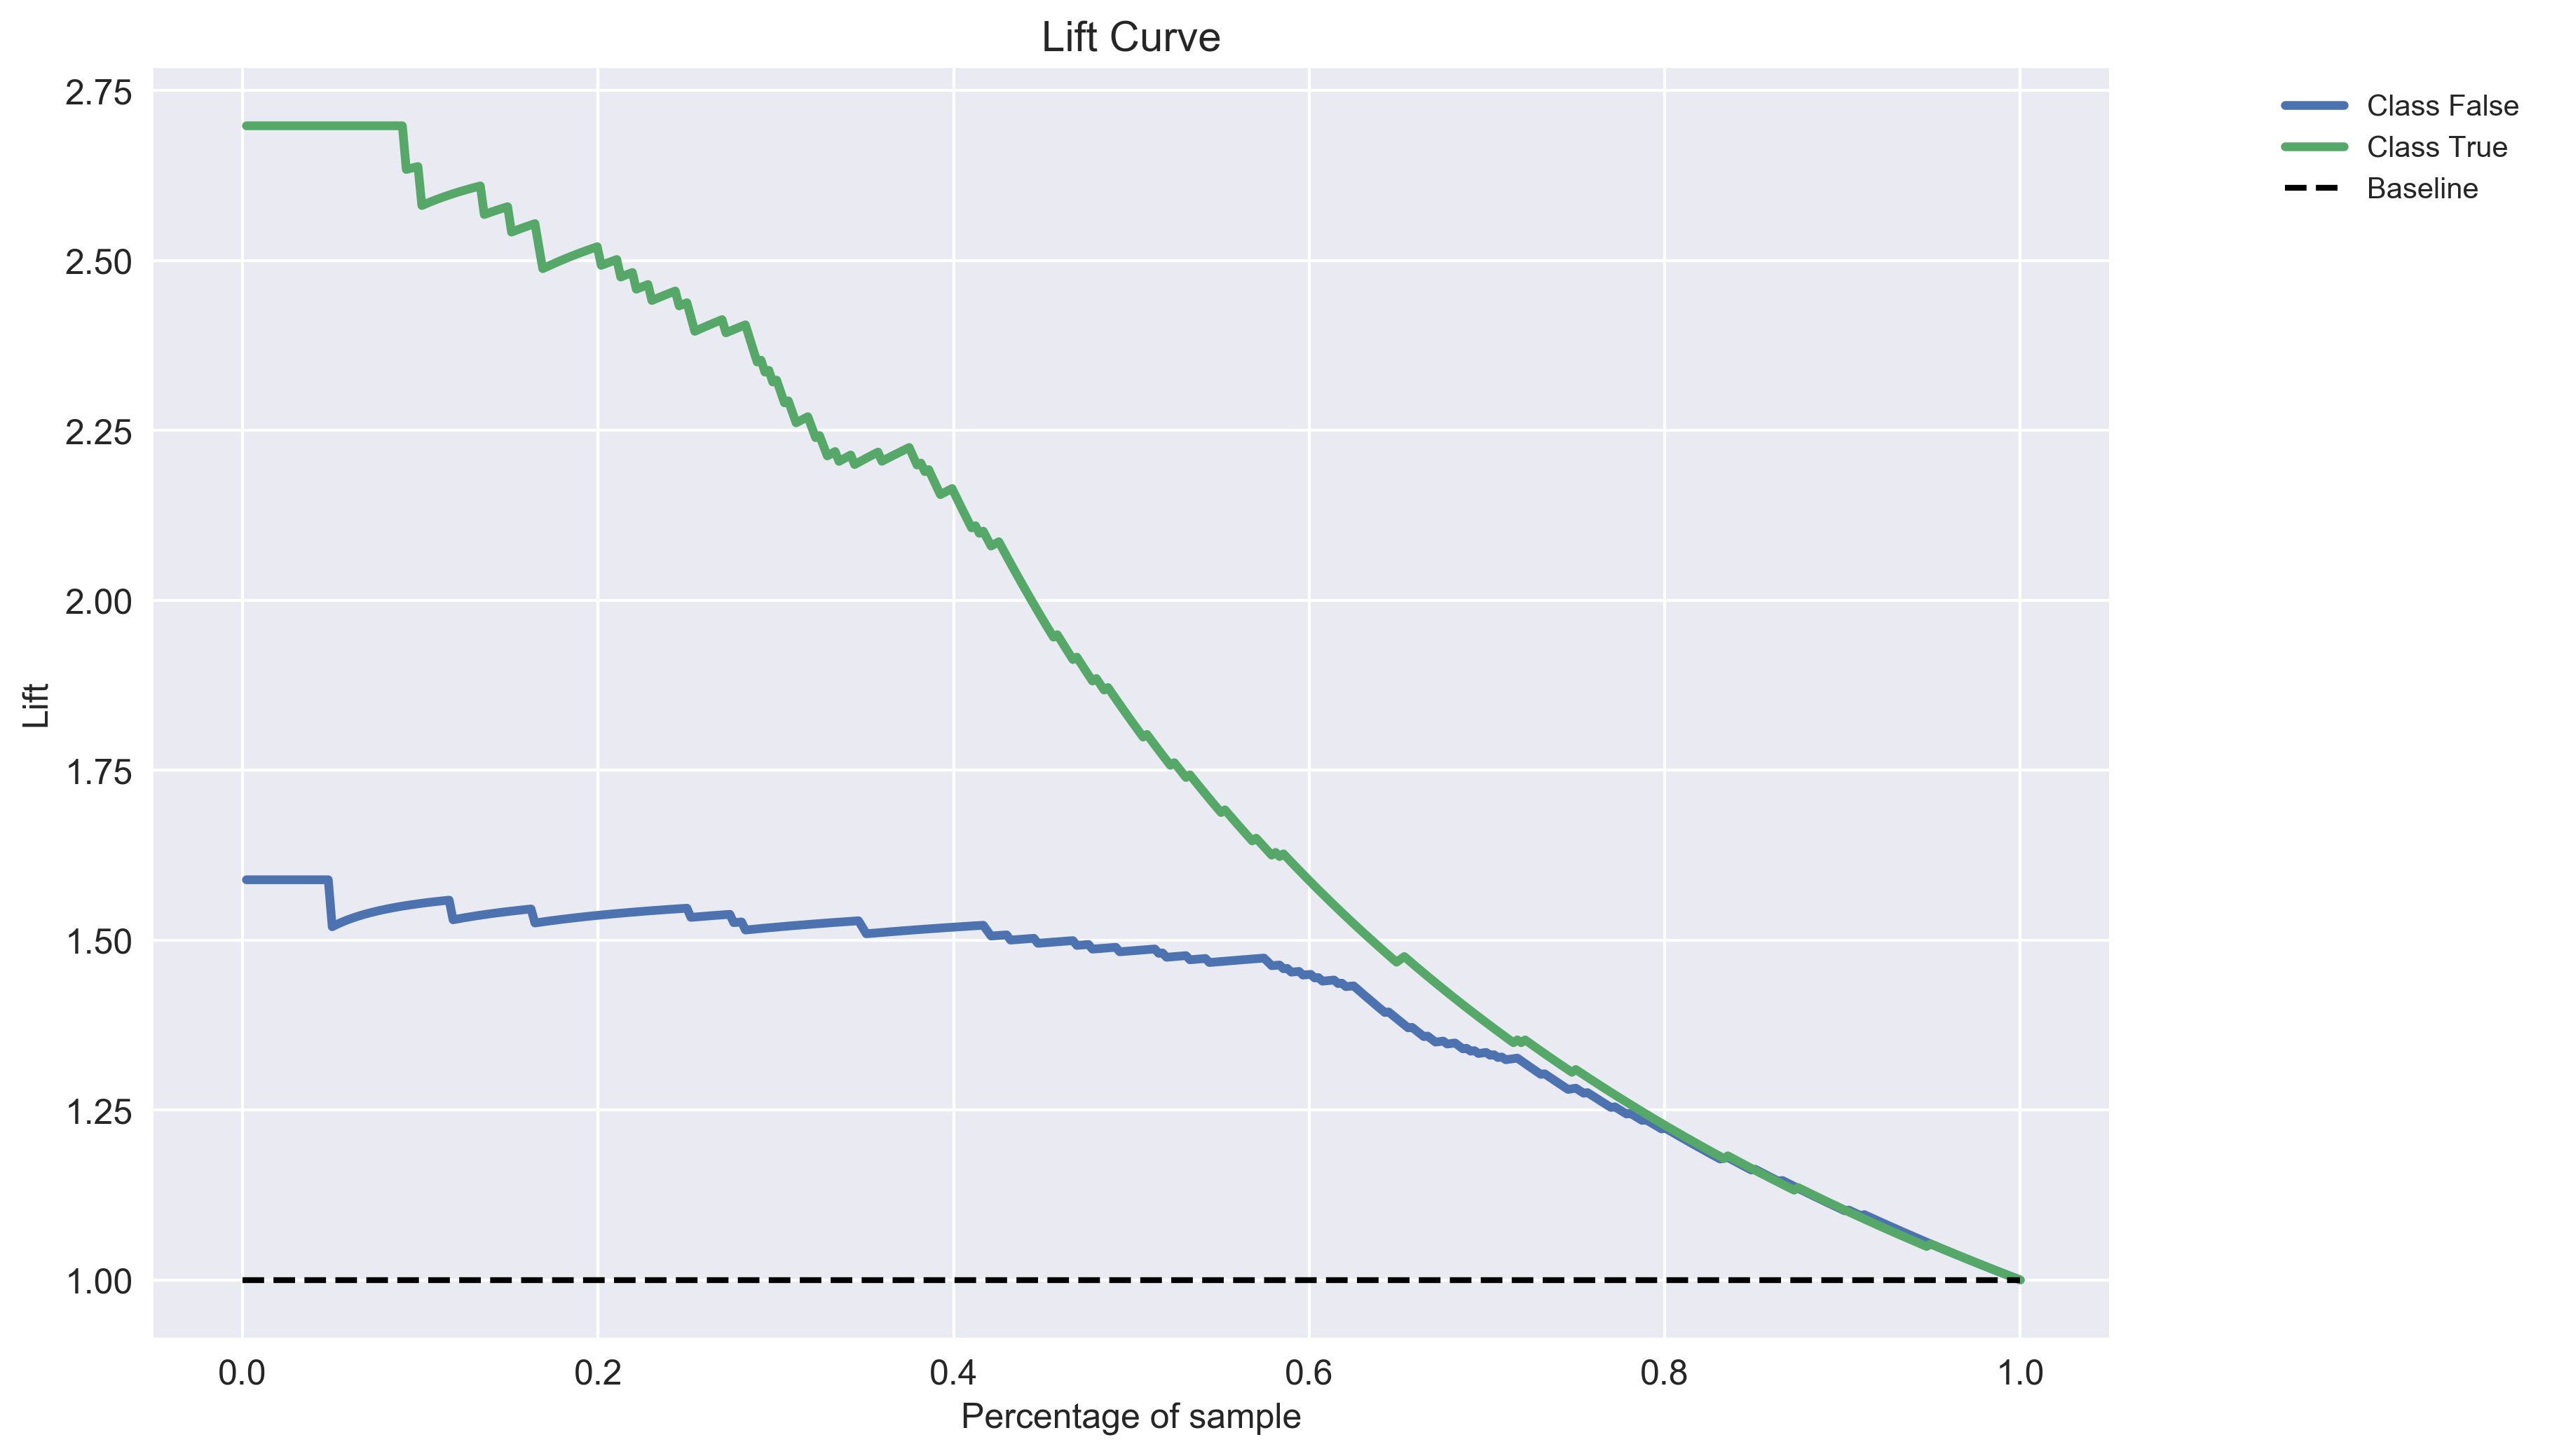 Lift Curve
2.75
2.50
2.25
2.00
1.75
1.50
1.25
1.00
Lift
0.0 0.2 0.4 0.6 0.8 1.0
Percentage of sample
Class False
Class True
Baseline